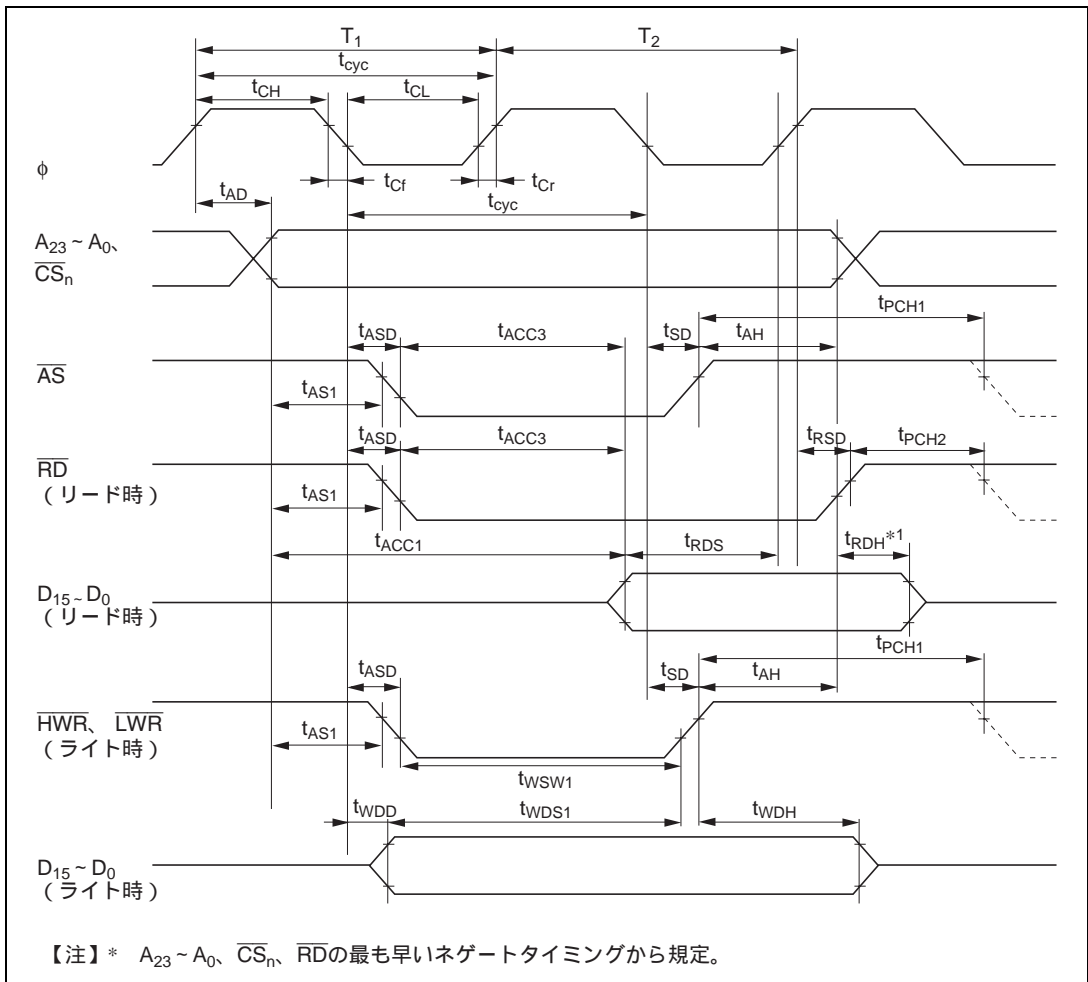 T1 T2
tcyc
tCH tCL
φ
tCf tCr
tAD
tcyc
A23 ~ A0、
CSn
tPCH1
tASD tACC3 tSD tAH
AS
tAS1
tASD tACC3 tRSD tPCH2
RD
（リード時）
tAS1
tACC1 tRDS tRDH*1
D15 ~ D0
（リード時）
tPCH1
tASD tSD tAH
HWR、 LWR
（ライト時）
tAS1
tWSW1
tWDD tWDS1 tWDH
D15 ~ D0
（ライト時）
【注】* A23 ~ A0、CSn、RDの最も早いネゲートタイミングから規定。